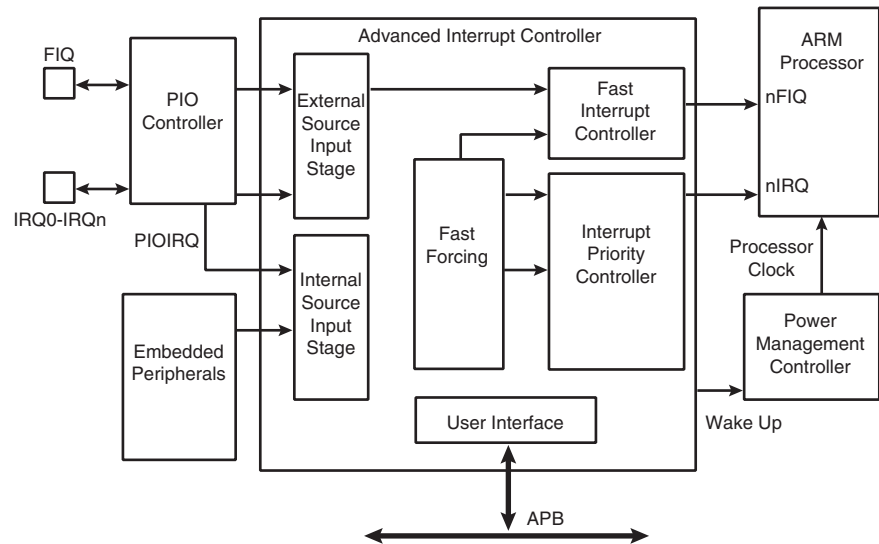 Advanced Interrupt Controller
FIQ
PIO
Controller
IRQ0-IRQn
PIOIRQ
Embedded
Peripherals
External
Source
Input
Stage
Internal
Source
Input
Stage
Fast
Forcing
Fast
Interrupt
Controller
Interrupt
Priority
Controller
User Interface
APB
ARM
Processor
nFIQ
nIRQ
Processor
Clock
Power
Management
Controller
Wake Up